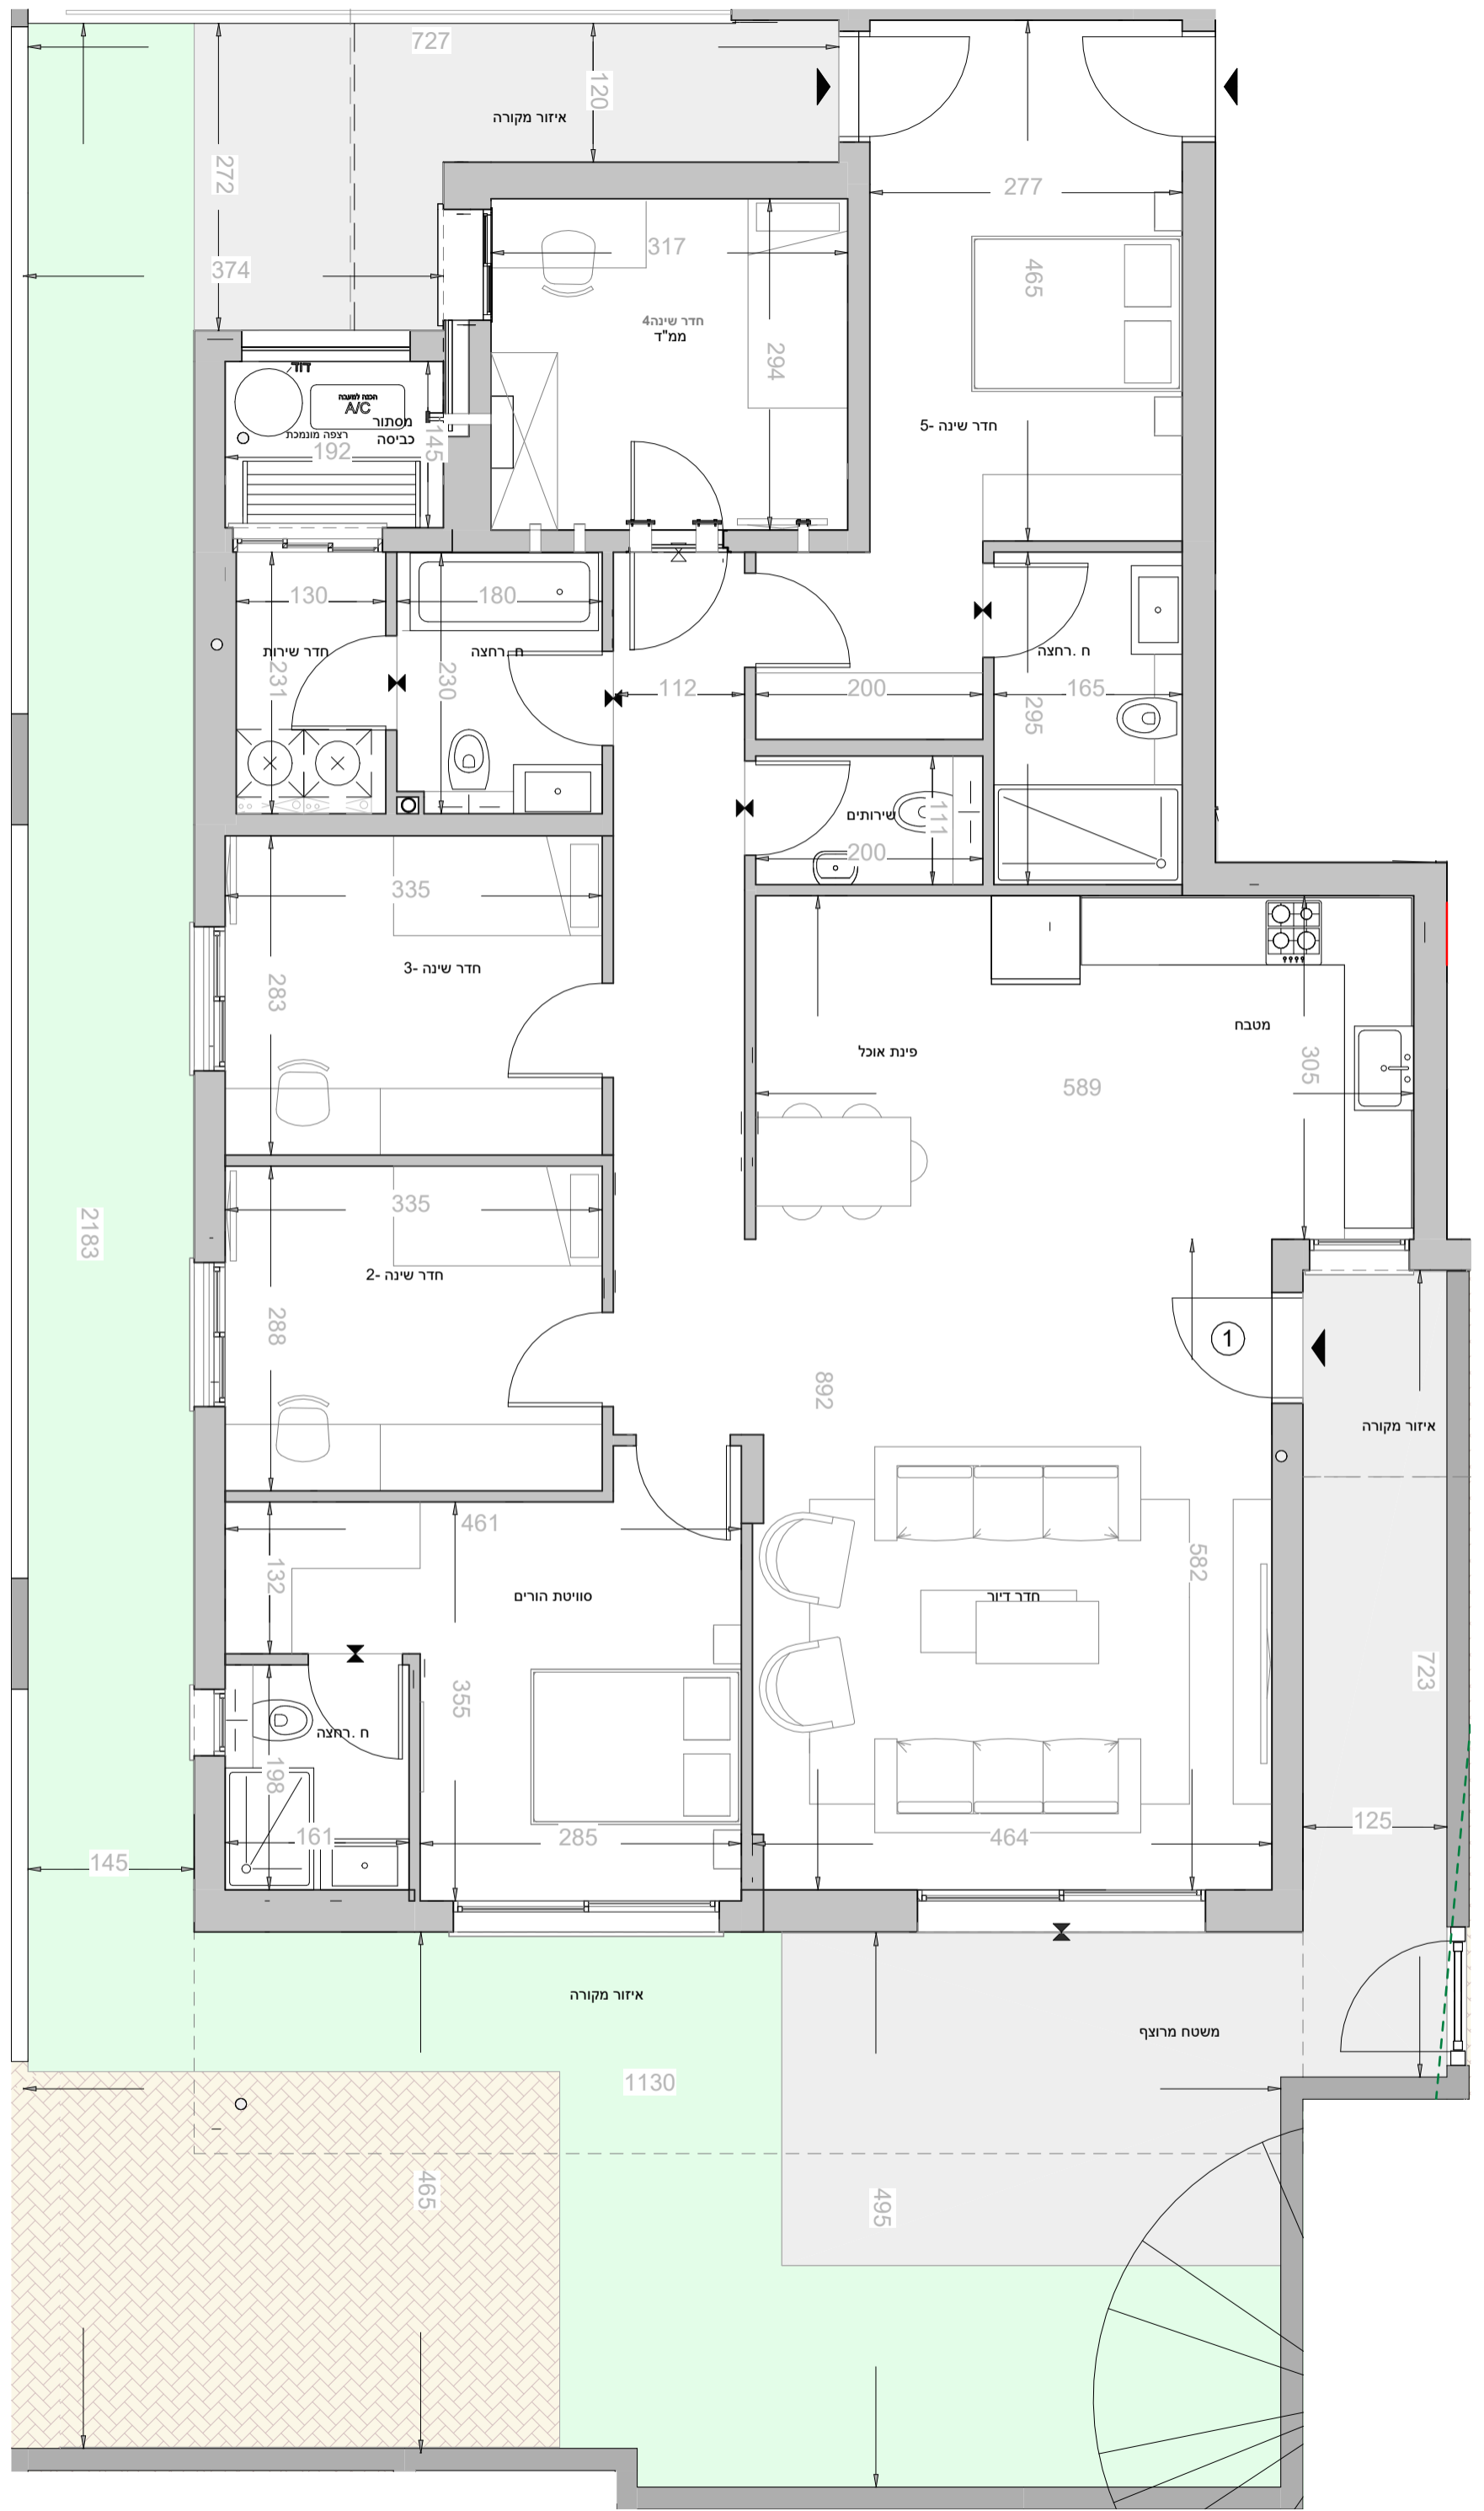 727
120
איזור מקורה
272
277
374
317
465
חדר שינה4
ממ"ד
294
דוד
הכנה למעבה
A/C
מסתור
כביסה
רצפה מונמכת
192
145
חדר שינה -5
130
180
חדר שירות
ח .רחצה
ח .רחצה
231
230
112
200
295
165
שירותים
111
200
335
חדר שינה -3
283
מטבח
פינת אוכל
305
589
335
2183
חדר שינה -2
288
1
892
איזור מקורה
461
132
582
סוויטת הורים
חדר דיור
355
723
ח .רחצה
198
161
285
464
125
145
איזור מקורה
משטח מרוצף
1130
465
495